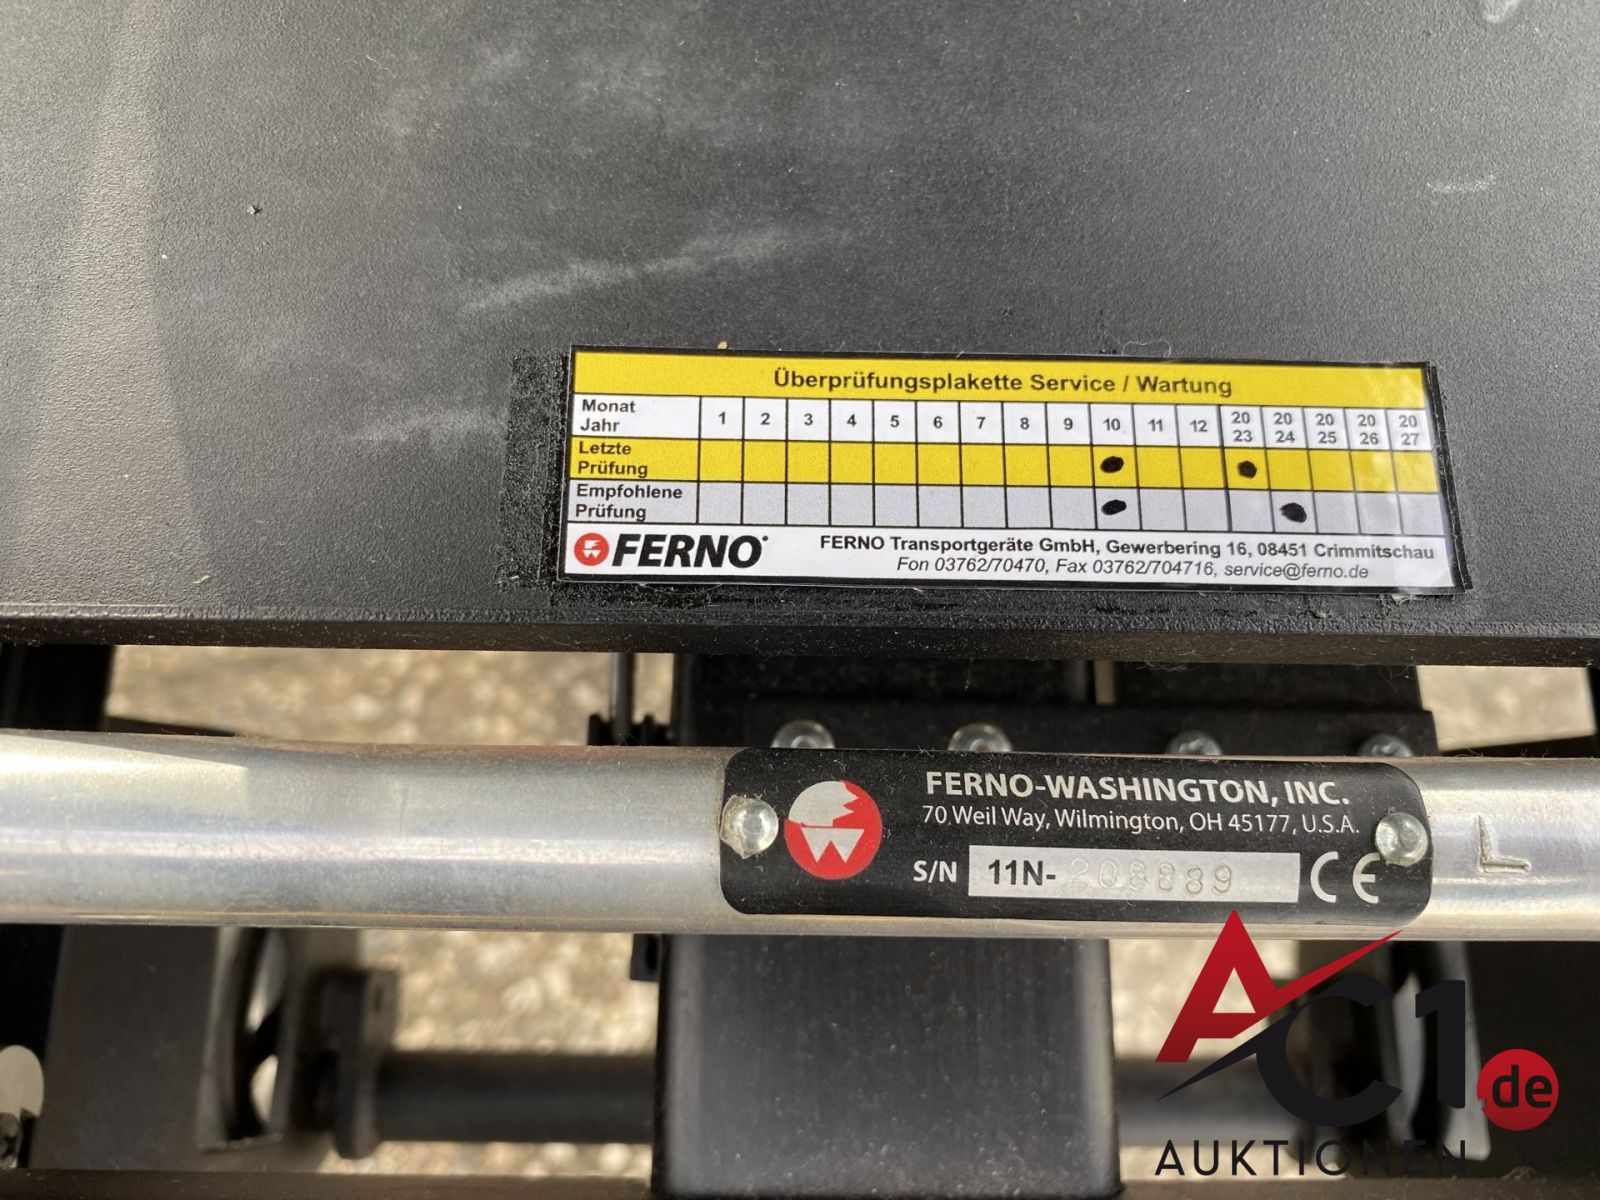 Überprüfungsplakette Service / Wartung
Monat
Jahr
1 2 3 4 5 6 7 8 9 10 11 12 20 23 20 24 20 25 20 26 20 27
Letzte
Prüfung
Empfohlene
Prüfung
FERNO
FERNO Transportgeräte GmbH, Gewerbering 16, 08451 Crimmitschau
Fon 03762/70470, Fax 03762/704716, service@ferno.de
FERNO-WASHINGTON, INC.
70 Weil Way, Wilmington, OH 45177, U.S.A.
S/N 11N-208889 CE
L
AC1.de
AUKTIONEN